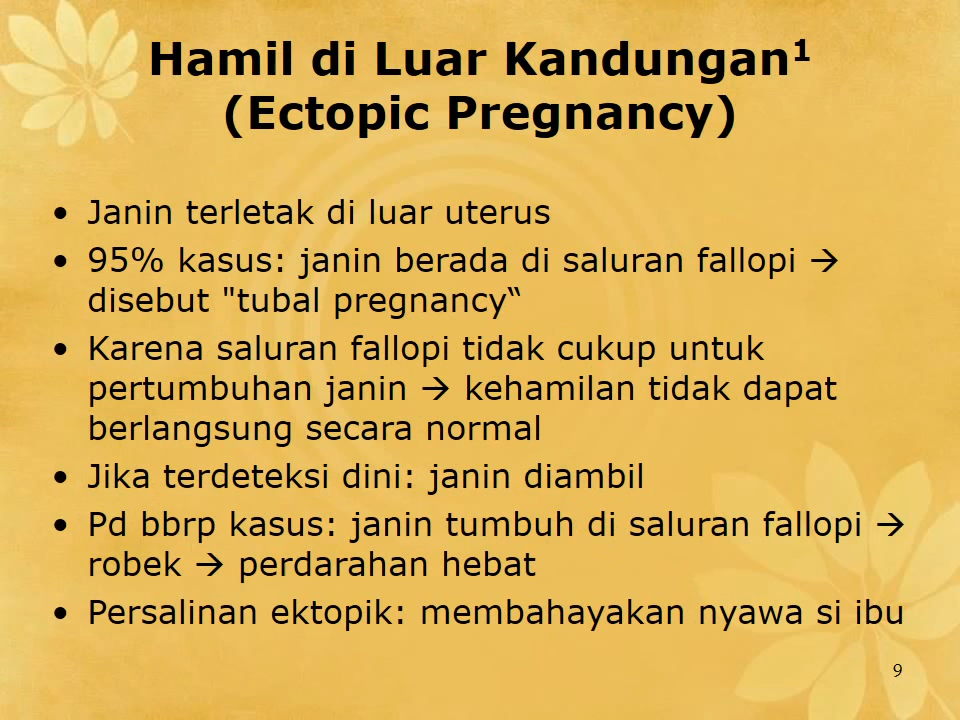 Hamil di Luar Kandungan¹
(Ectopic Pregnancy)
• Janin terletak di luar uterus
• 95% kasus: janin berada di saluran fallopi →
disebut "tubal pregnancy“
• Karena saluran fallopi tidak cukup untuk
pertumbuhan janin → kehamilan tidak dapat
berlangsung secara normal
• Jika terdeteksi dini: janin diambil
• Pd bbrp kasus: janin tumbuh di saluran fallopi →
robek → perdarahan hebat
• Persalinan ektopik: membahayakan nyawa si ibu
9